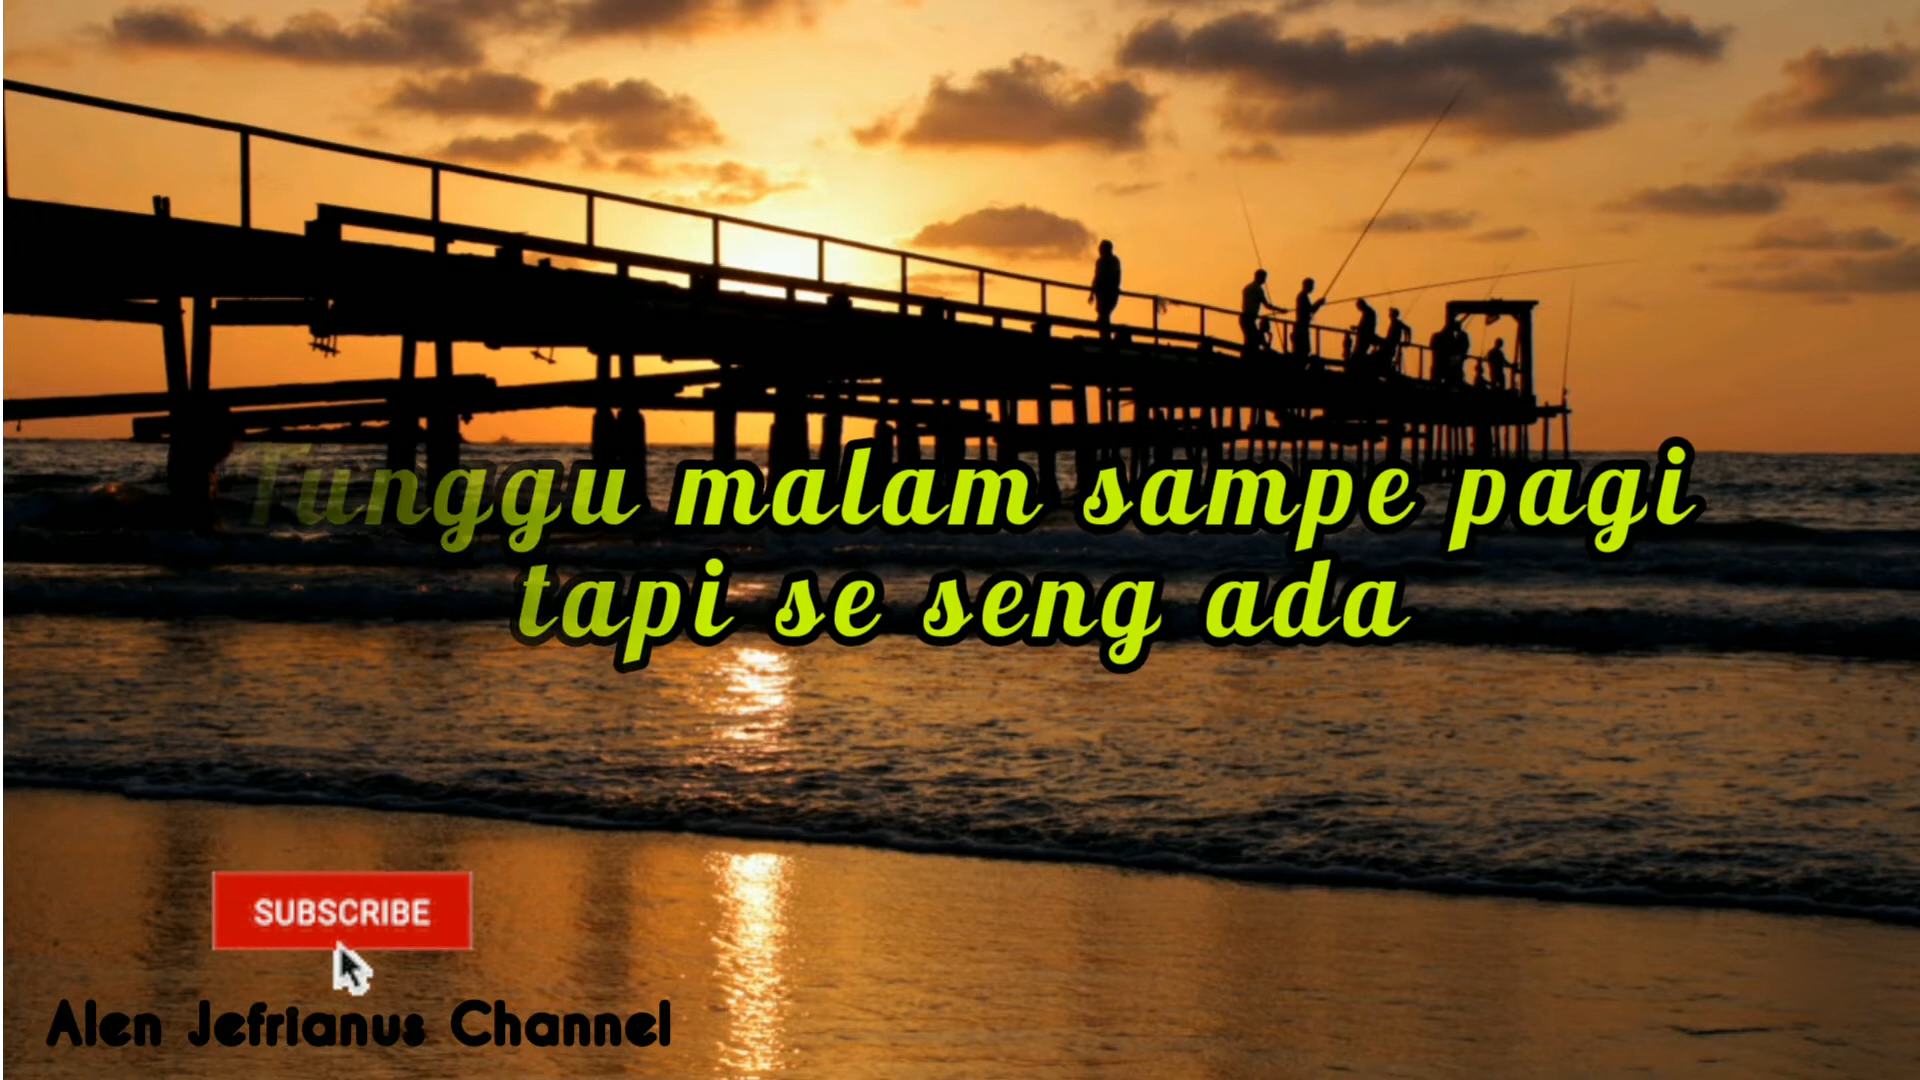 Tunggu malam sampe pagi
tapi se seng ada
SUBSCRIBE
Alen Jefrianus Channel